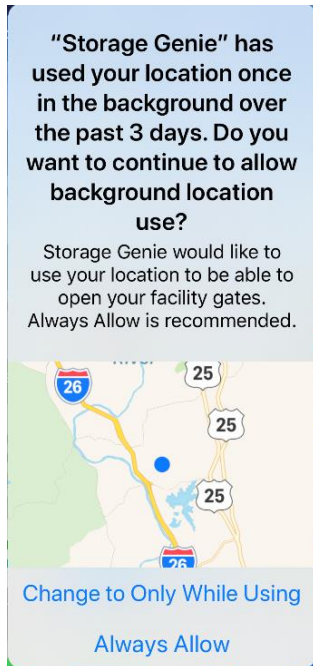 “Storage Genie” has
used your location once
in the background over
the past 3 days. Do you
want to continue to allow
background location
use?
Storage Genie would like to
use your location to be able to
open your facility gates.
Always Allow is recommended.
River
25
26
25
25
26
Change to Only While Using
Always Allow